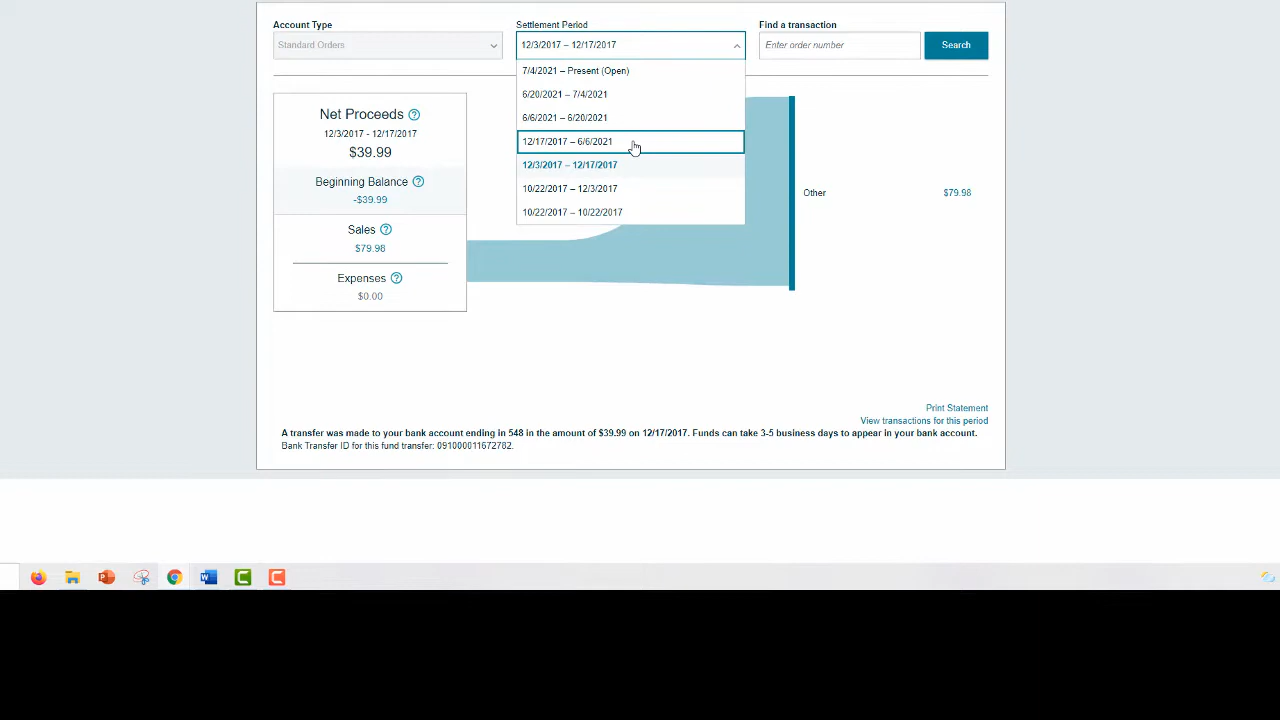 Account Type
Settlement Period
Find a transaction
Standard Orders
12/3/2017 – 12/17/2017
Enter order number
Search
7/4/2021 – Present (Open)
6/20/2021 – 7/4/2021
6/6/2021 – 6/20/2021
12/17/2017 – 6/6/2021
12/3/2017 – 12/17/2017
10/22/2017 – 12/3/2017
10/22/2017 – 10/22/2017
Net Proceeds ?
12/3/2017 - 12/17/2017
$39.99
Beginning Balance ?
-$39.99
Sales ?
$79.98
Expenses ?
$0.00
Other
$79.98
Print Statement
View transactions for this period
A transfer was made to your bank account ending in 548 in the amount of $39.99 on 12/17/2017. Funds can take 3-5 business days to appear in your bank account.
Bank Transfer ID for this fund transfer: 091000011672782.